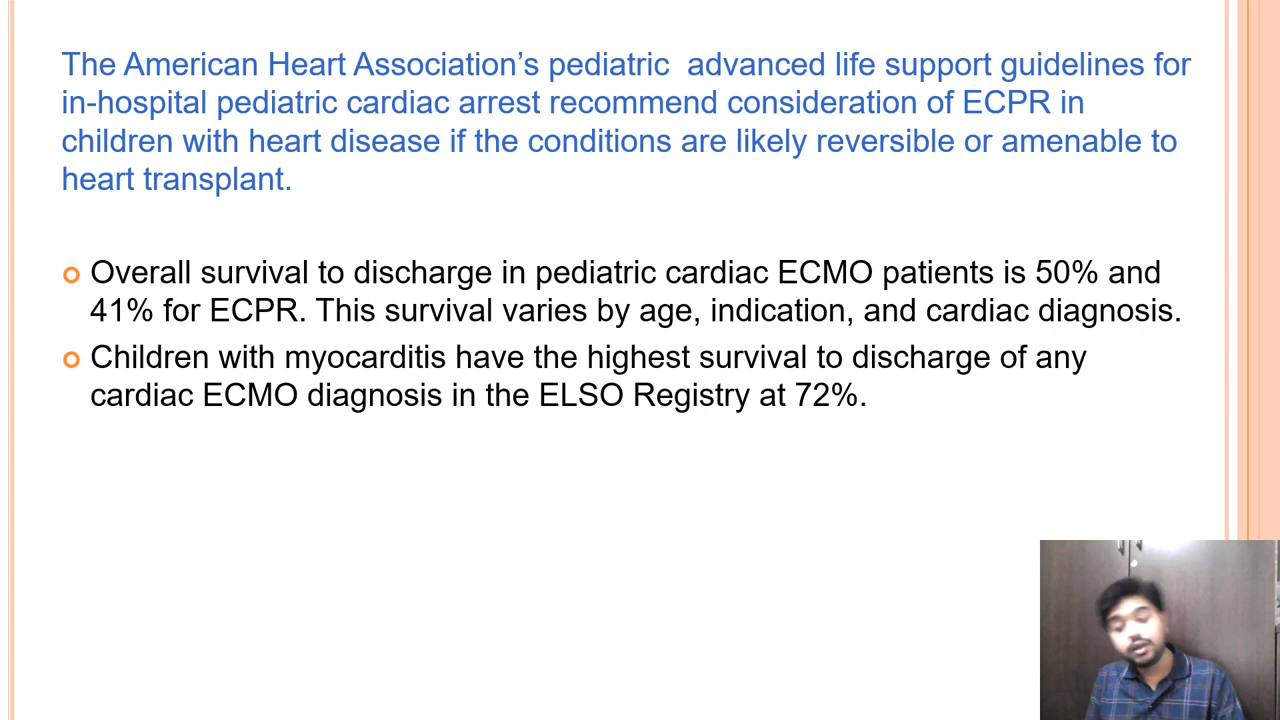 The American Heart Association’s pediatric  advanced life support guidelines for
in-hospital pediatric cardiac arrest recommend consideration of ECPR in
children with heart disease if the conditions are likely reversible or amenable to
heart transplant.
Overall survival to discharge in pediatric cardiac ECMO patients is 50% and
41% for ECPR. This survival varies by age, indication, and cardiac diagnosis.
Children with myocarditis have the highest survival to discharge of any
cardiac ECMO diagnosis in the ELSO Registry at 72%.